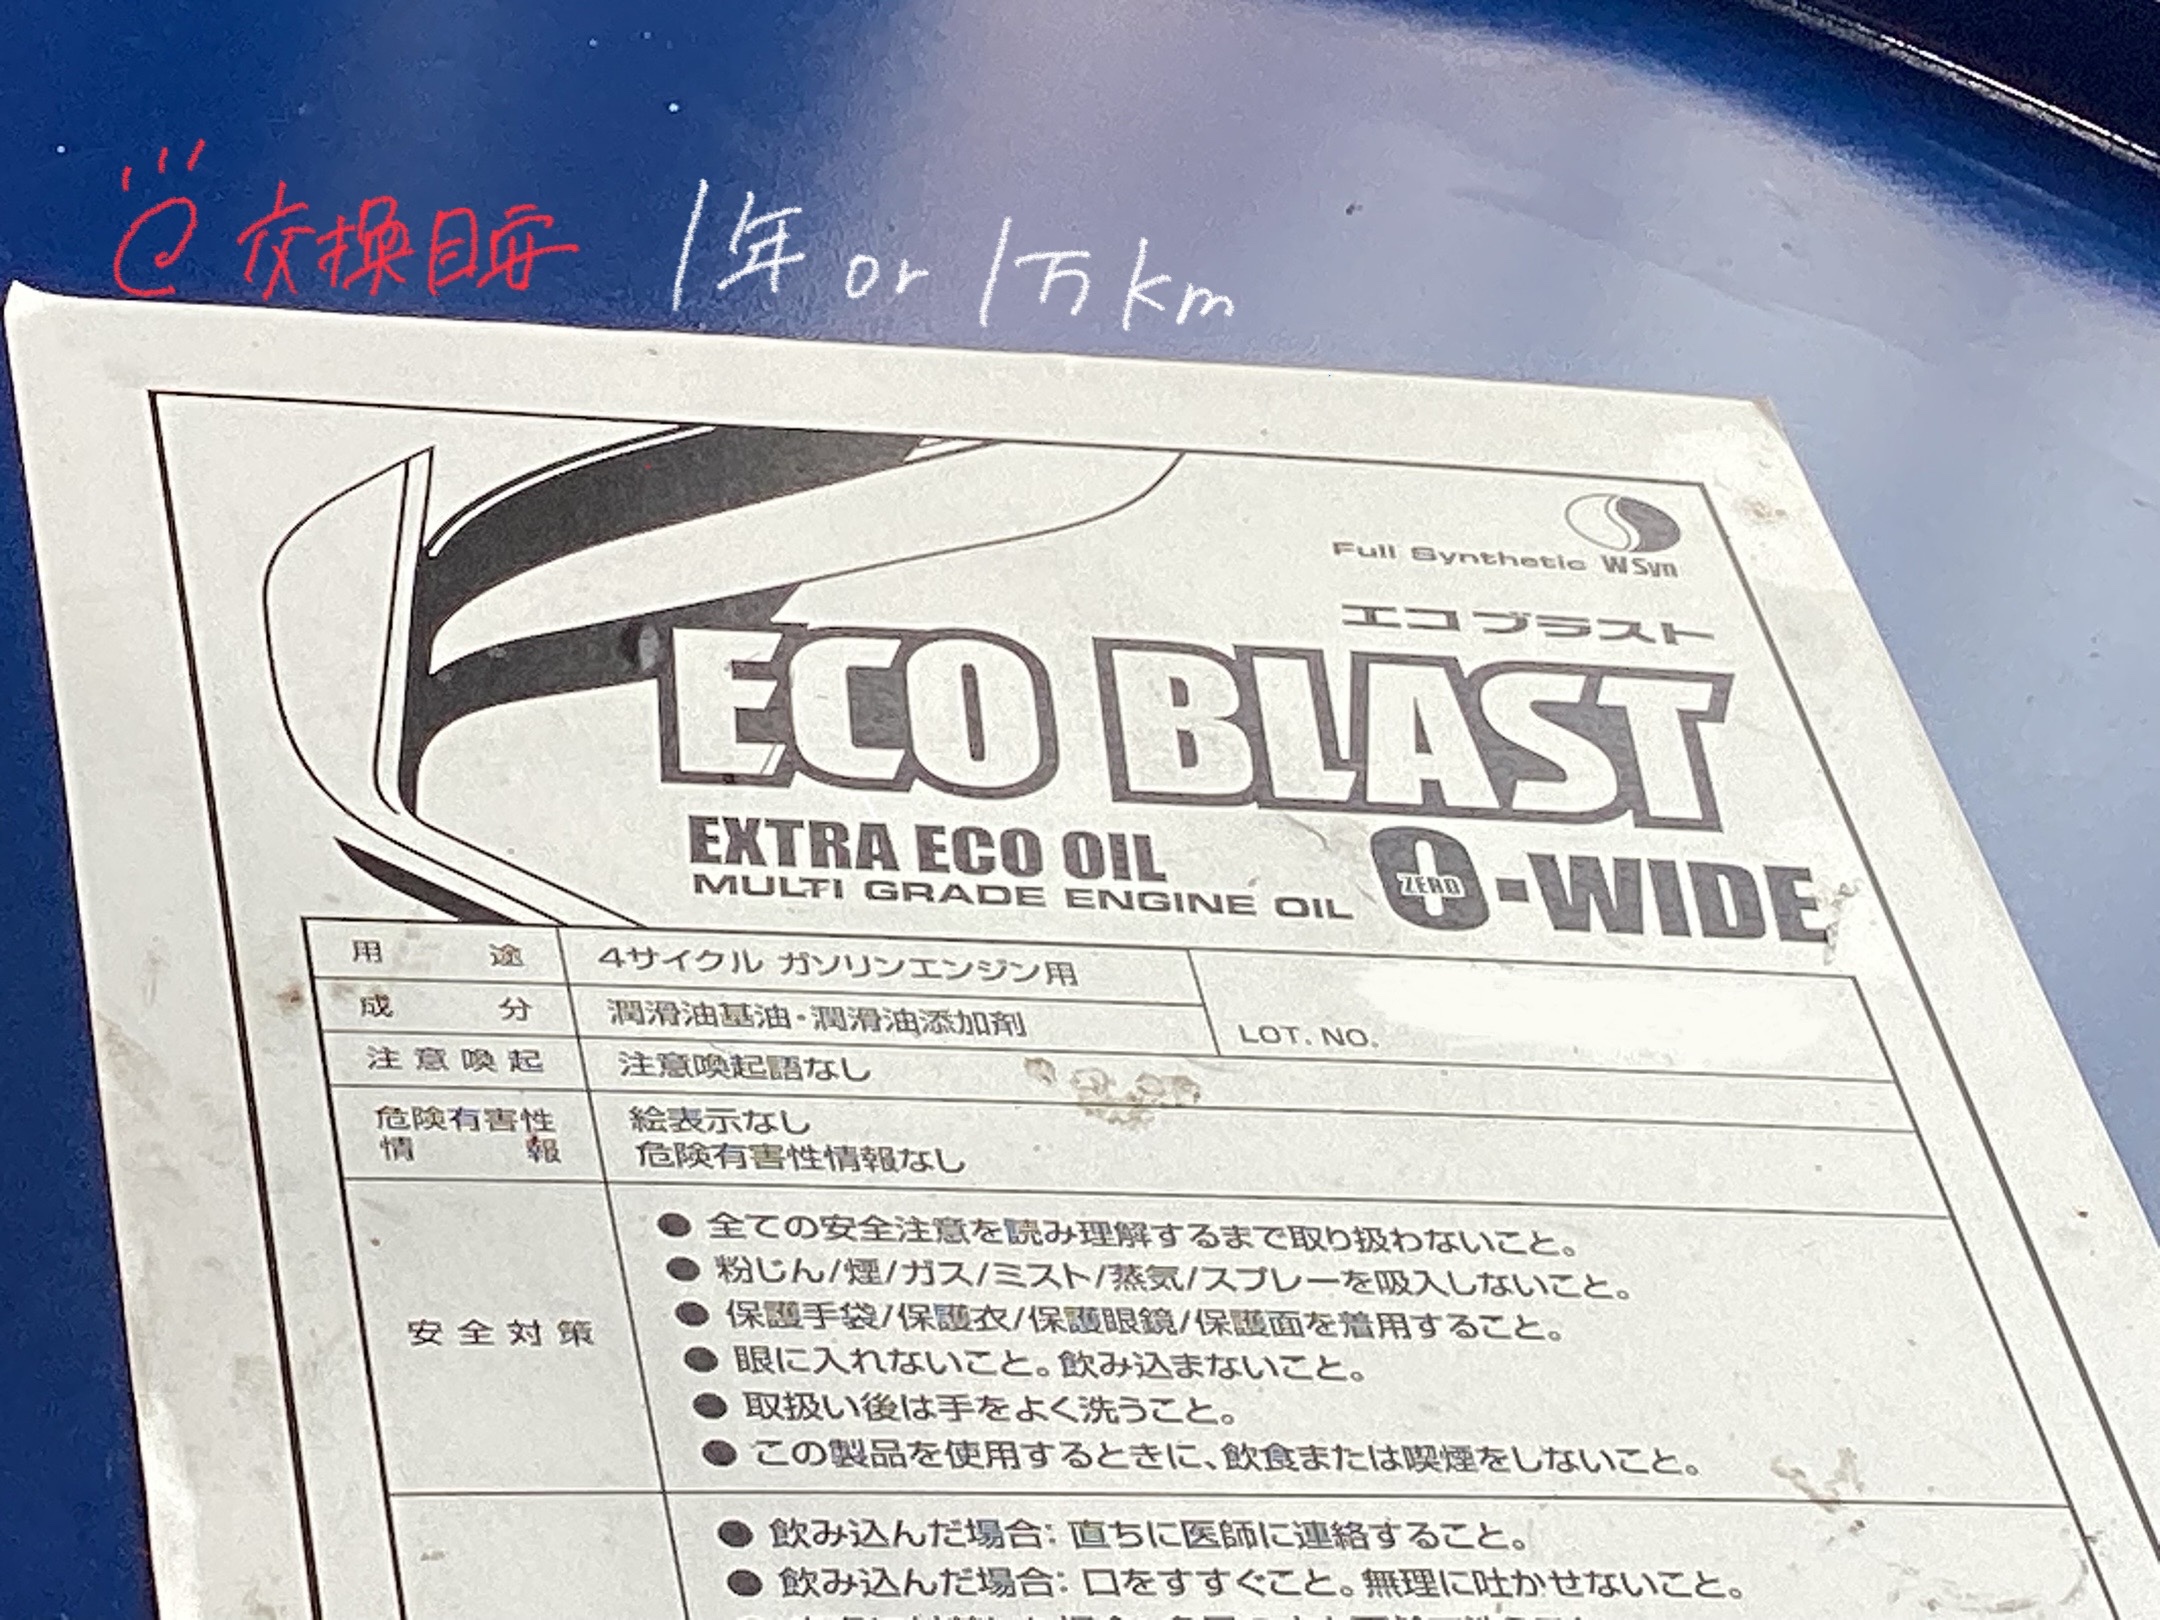 交換目安 1年 or 1万km
Full Synthetic WSyn
エコブラスト
ECO BLAST
EXTRA ECO OIL
MULTI GRADE ENGINE OIL
ZERO
0-WIDE
用途 4サイクル ガソリンエンジン用
LOT. NO.
成分 潤滑油基油・潤滑油添加剤
注意喚起 注意喚起語なし
危険有害性情報 絵表示なし
危険有害性情報なし
安全対策
● 全ての安全注意を読み理解するまで取り扱わないこと。
● 粉じん/煙/ガス/ミスト/蒸気/スプレーを吸入しないこと。
● 保護手袋/保護衣/保護眼鏡/保護面を着用すること。
● 眼に入れないこと。飲み込まないこと。
● 取扱い後は手をよく洗うこと。
● この製品を使用するときに、飲食または喫煙をしないこと。
● 飲み込んだ場合：直ちに医師に連絡すること。
● 飲み込んだ場合：口をすすぐこと。無理に吐かせないこと。